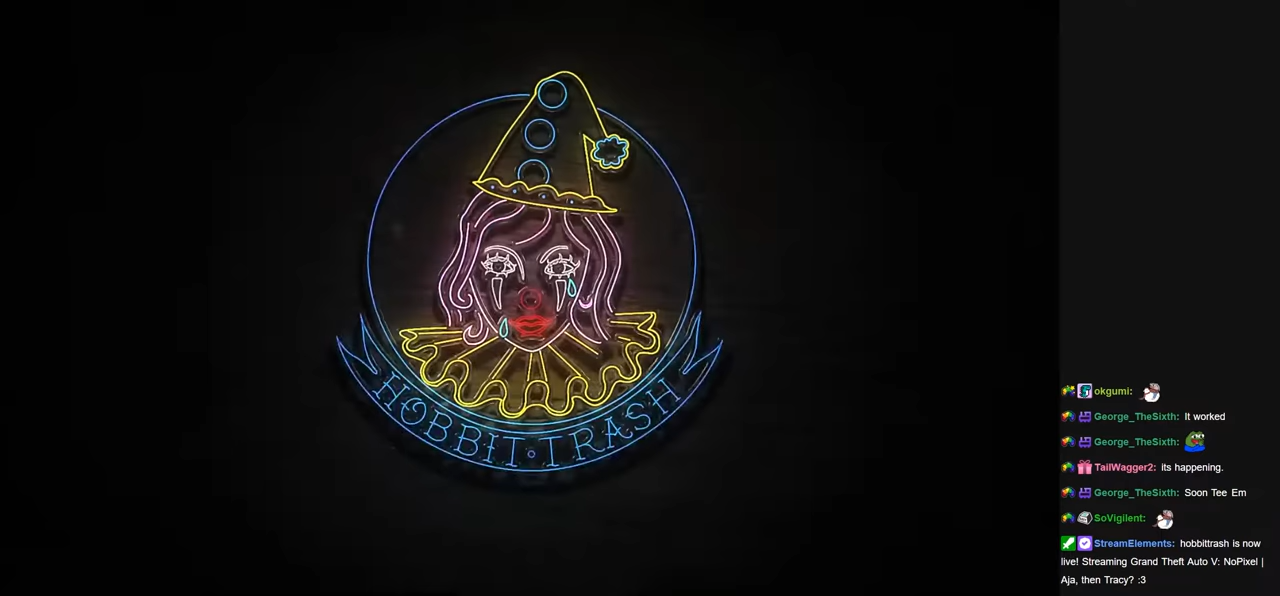 HOBBIT·TRASH
okgumi:
George_TheSixth: It worked
George_TheSixth:
TailWagger2: its happening.
George_TheSixth: Soon Tee Em
SoVigilent:
StreamElements: hobbittrash is now
live! Streaming Grand Theft Auto V: NoPixel |
Aja, then Tracy? :3